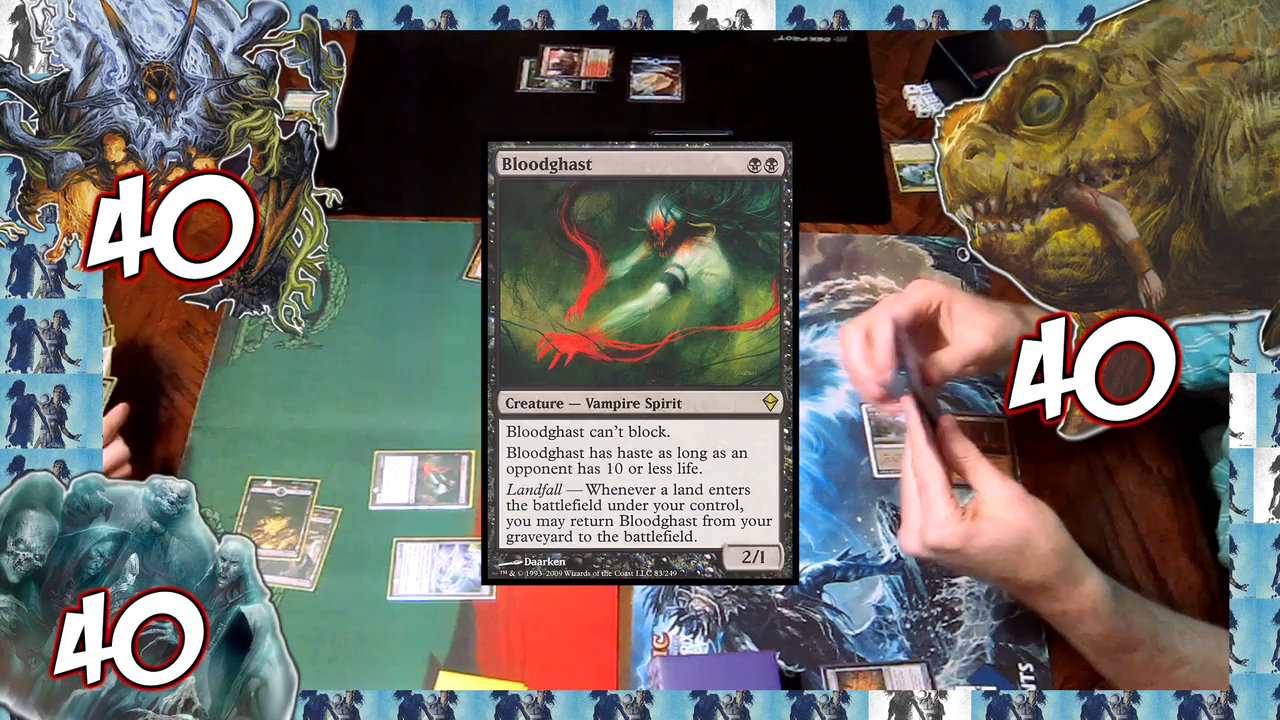 40
40
40
Bloodghast
Creature — Vampire Spirit
Bloodghast can't block.
Bloodghast has haste as long as an
opponent has 10 or less life.
Landfall — Whenever a land enters
the battlefield under your control,
you may return Bloodghast from your
graveyard to the battlefield.
2/1
Daarken
™ & © 1993–2009 Wizards of the Coast LLC 83/249